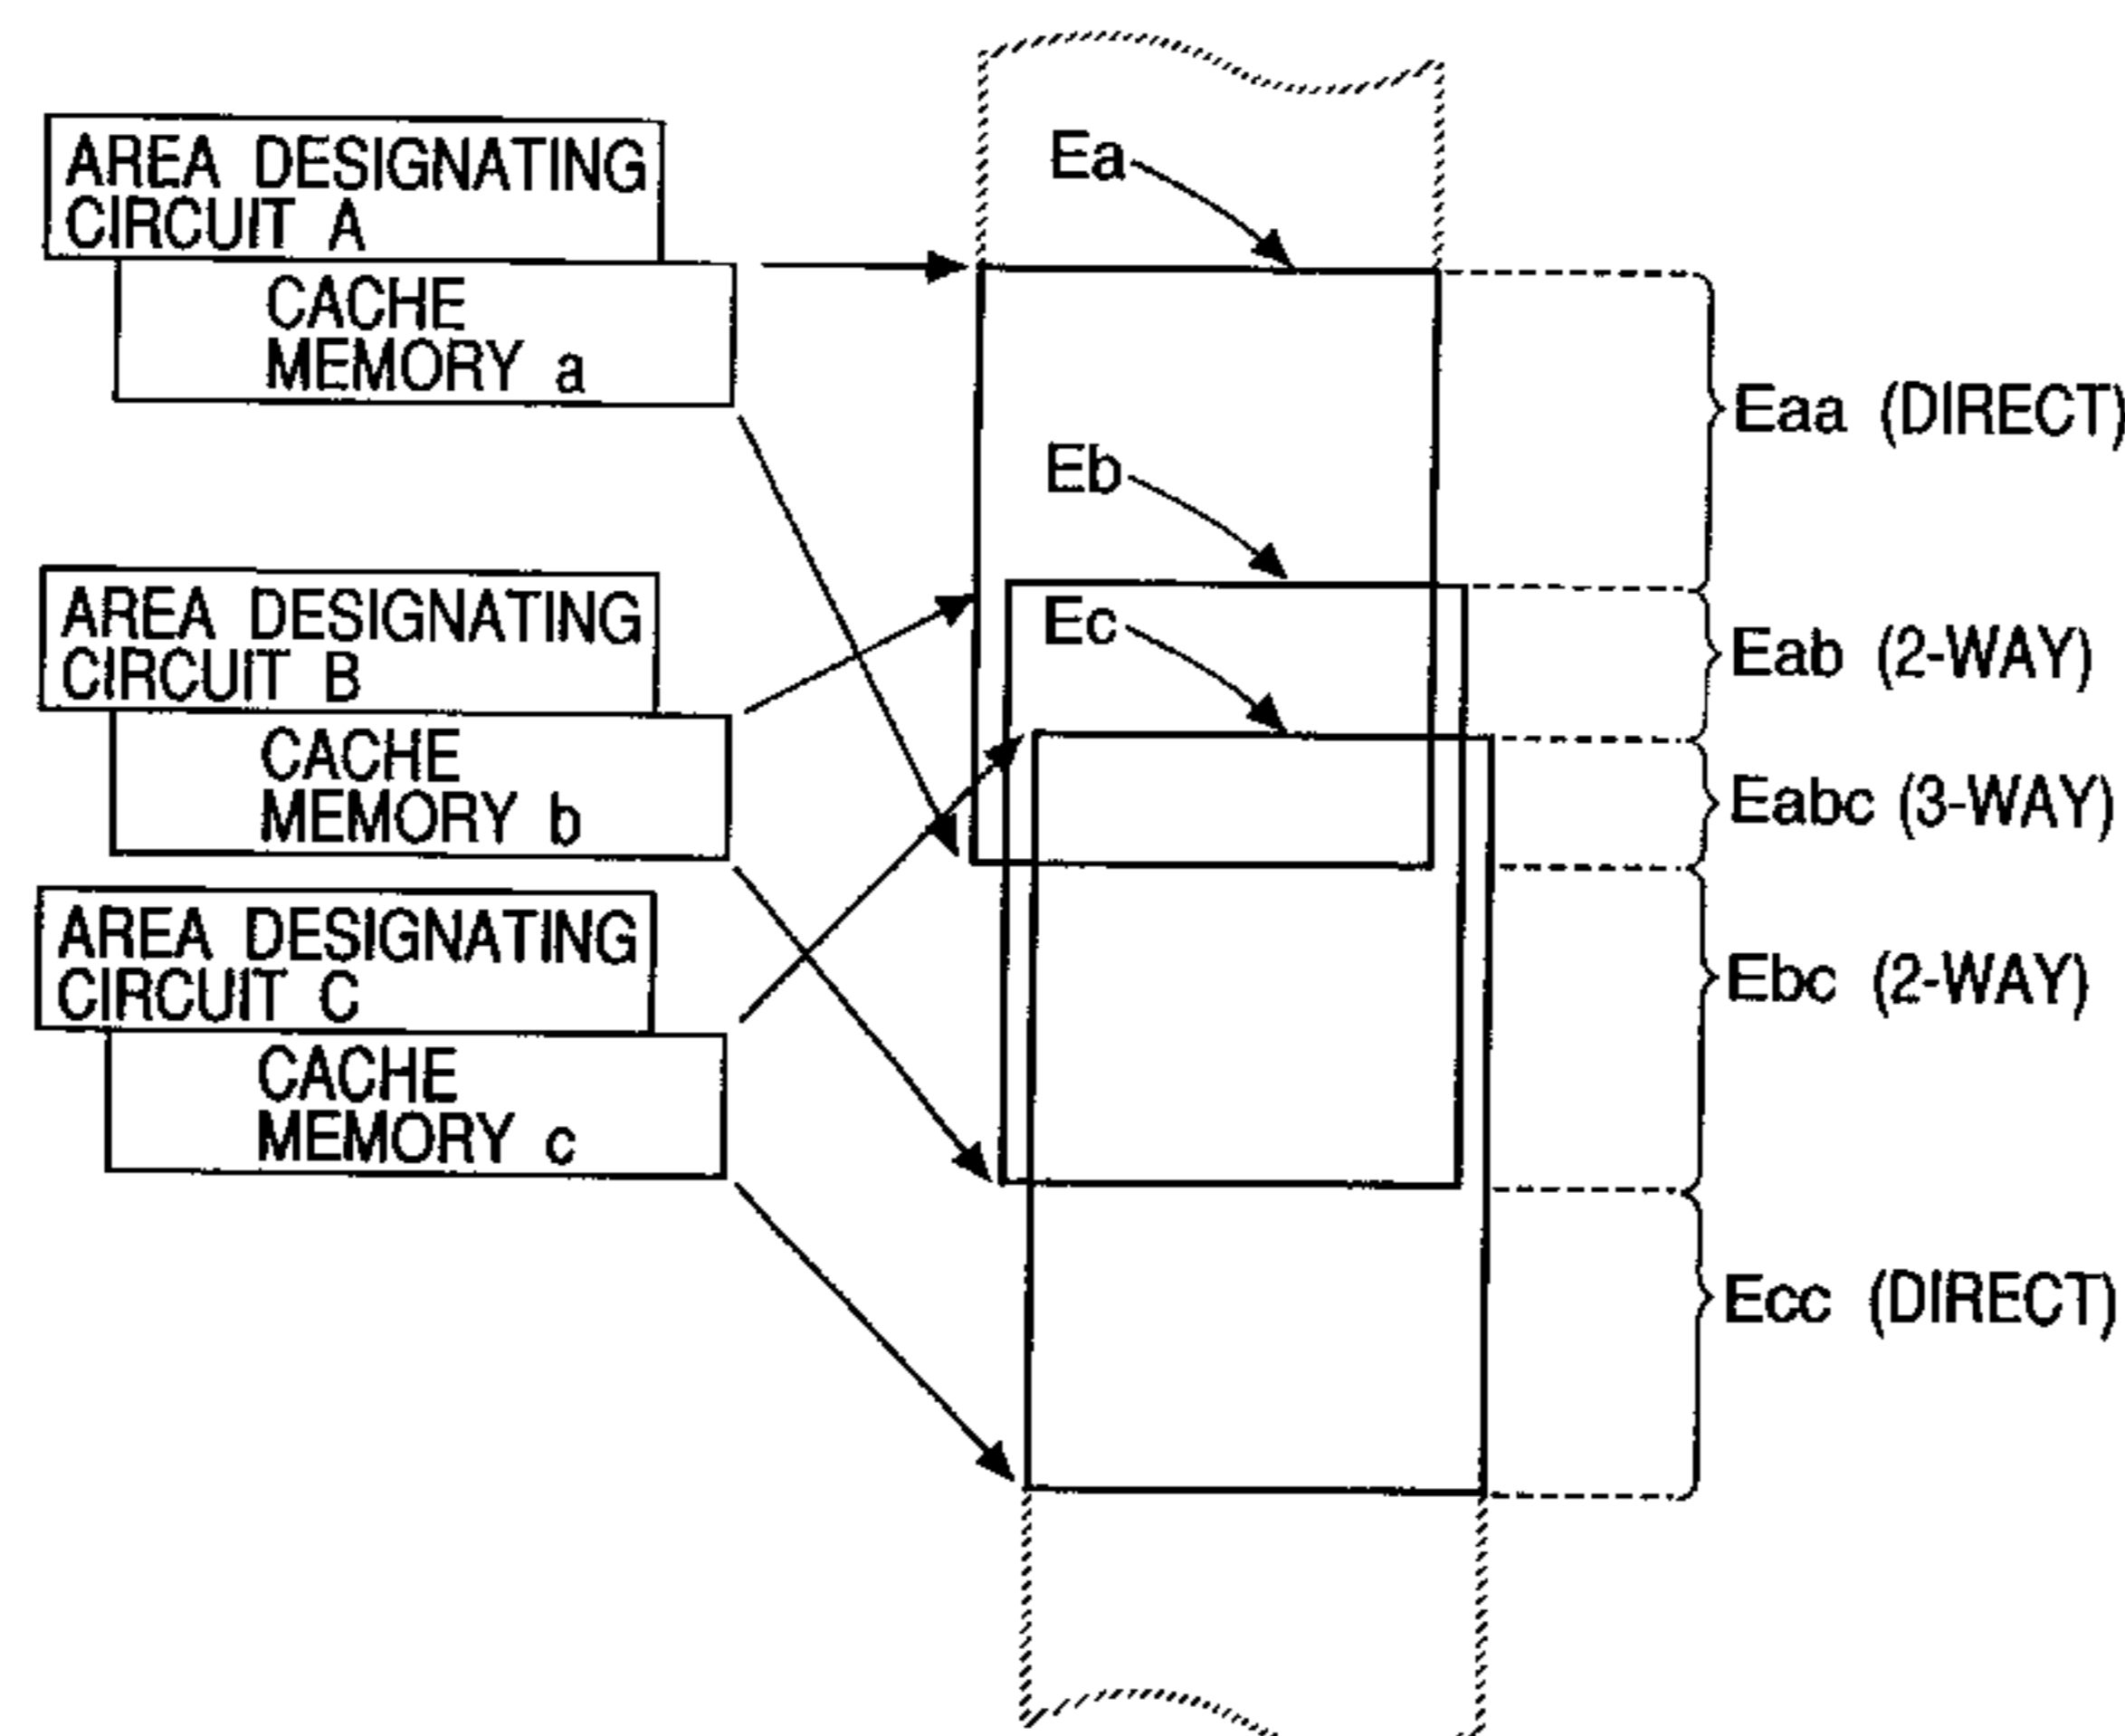 AREA DESIGNATING
CIRCUIT A
CACHE
MEMORY a
AREA DESIGNATING
CIRCUIT B
CACHE
MEMORY b
AREA DESIGNATING
CIRCUIT C
CACHE
MEMORY c
Ea
Eb
Ec
Eaa (DIRECT)
Eab (2-WAY)
Eabc (3-WAY)
Ebc (2-WAY)
Ecc (DIRECT)